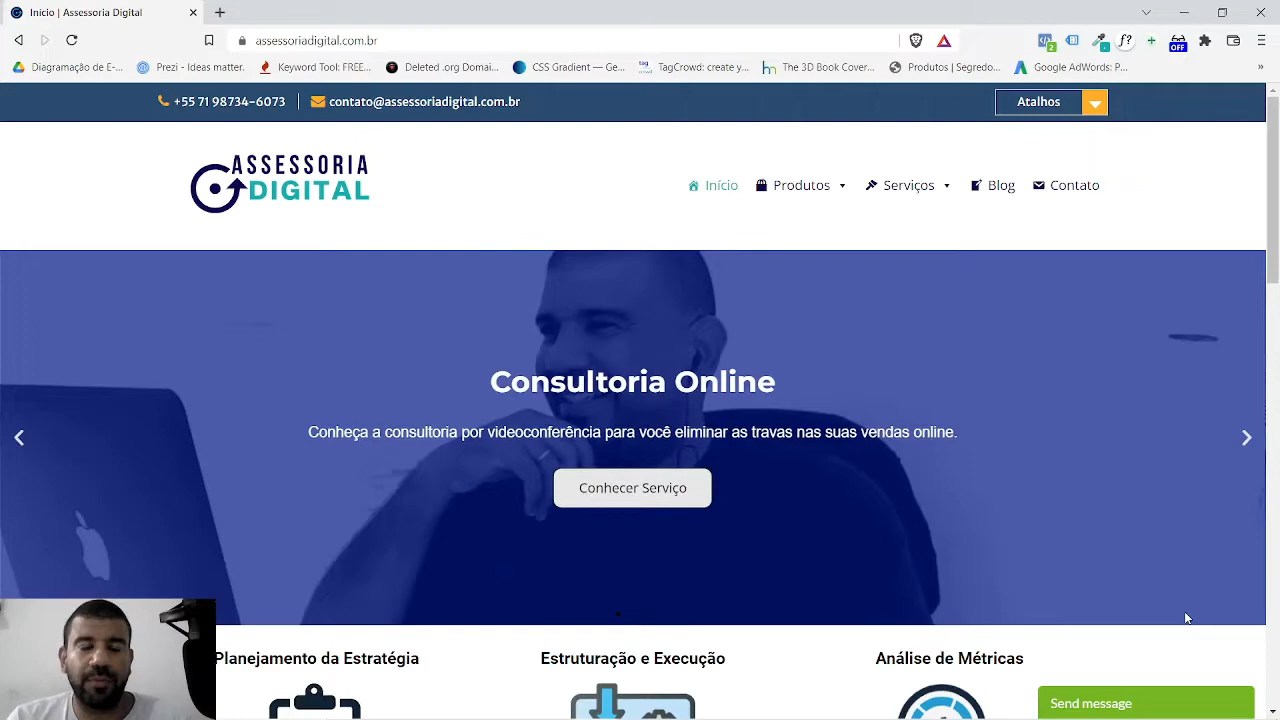 Início | Assessoria Digital
assessoriadigital.com.br
2
f?
OFF
Diagramação de E-...
Prezi - Ideas matter.
Keyword Tool: FREE...
Deleted .org Domai...
CSS Gradient — Ge...
tag
TagCrowd: create y...
The 3D Book Cover...
Produtos | Segredo...
Google AdWords: P...
»
+55 71 98734-6073
contato@assessoriadigital.com.br
Atalhos
ASSESSORIA
DIGITAL
Início
Produtos
Serviços
Blog
Contato
Consultoria Online
Conheça a consultoria por videoconferência para você eliminar as travas nas suas vendas online.
Conhecer Serviço
Planejamento da Estratégia
Estruturação e Execução
Análise de Métricas
Send message